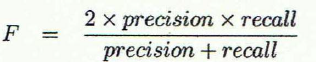 F = 2 × precision × recall
precision + recall